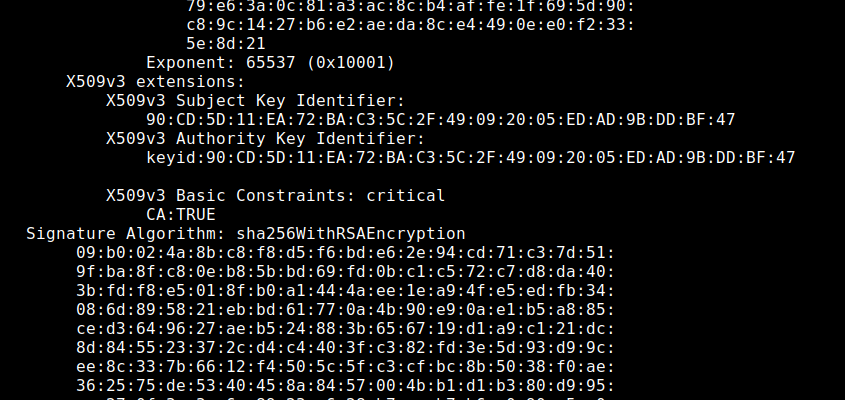 79:e6:3a:0c:81:a3:ac:8c:b4:af:fe:1f:69:5d:90:
c8:9c:14:27:b6:e2:ae:da:8c:e4:49:0e:e0:f2:33:
5e:8d:21
Exponent: 65537 (0x10001)
X509v3 extensions:
X509v3 Subject Key Identifier:
90:CD:5D:11:EA:72:BA:C3:5C:2F:49:09:20:05:ED:AD:9B:DD:BF:47
X509v3 Authority Key Identifier:
keyid:90:CD:5D:11:EA:72:BA:C3:5C:2F:49:09:20:05:ED:AD:9B:DD:BF:47
X509v3 Basic Constraints: critical
CA:TRUE
Signature Algorithm: sha256WithRSAEncryption
09:b0:02:4a:8b:c8:f8:d5:f6:bd:e6:2e:94:cd:71:c3:7d:51:
9f:ba:8f:c8:0e:b8:5b:bd:69:fd:0b:c1:c5:72:c7:d8:da:40:
3b:fd:f8:e5:01:8f:b0:a1:44:4a:ee:1e:a9:4f:e5:ed:fb:34:
08:6d:89:58:21:eb:bd:61:77:0a:4b:90:e9:0a:e1:b5:a8:85:
ce:d3:64:96:27:ae:b5:24:88:3b:65:67:19:d1:a9:c1:21:dc:
8d:84:55:23:37:2c:d4:c4:40:3f:c3:82:fd:3e:5d:93:d9:9c:
ee:8c:33:7b:66:12:f4:50:5c:5f:c3:cf:bc:8b:50:38:f0:ae:
36:25:75:de:53:40:45:8a:84:57:00:4b:b1:d1:b3:80:d9:95: